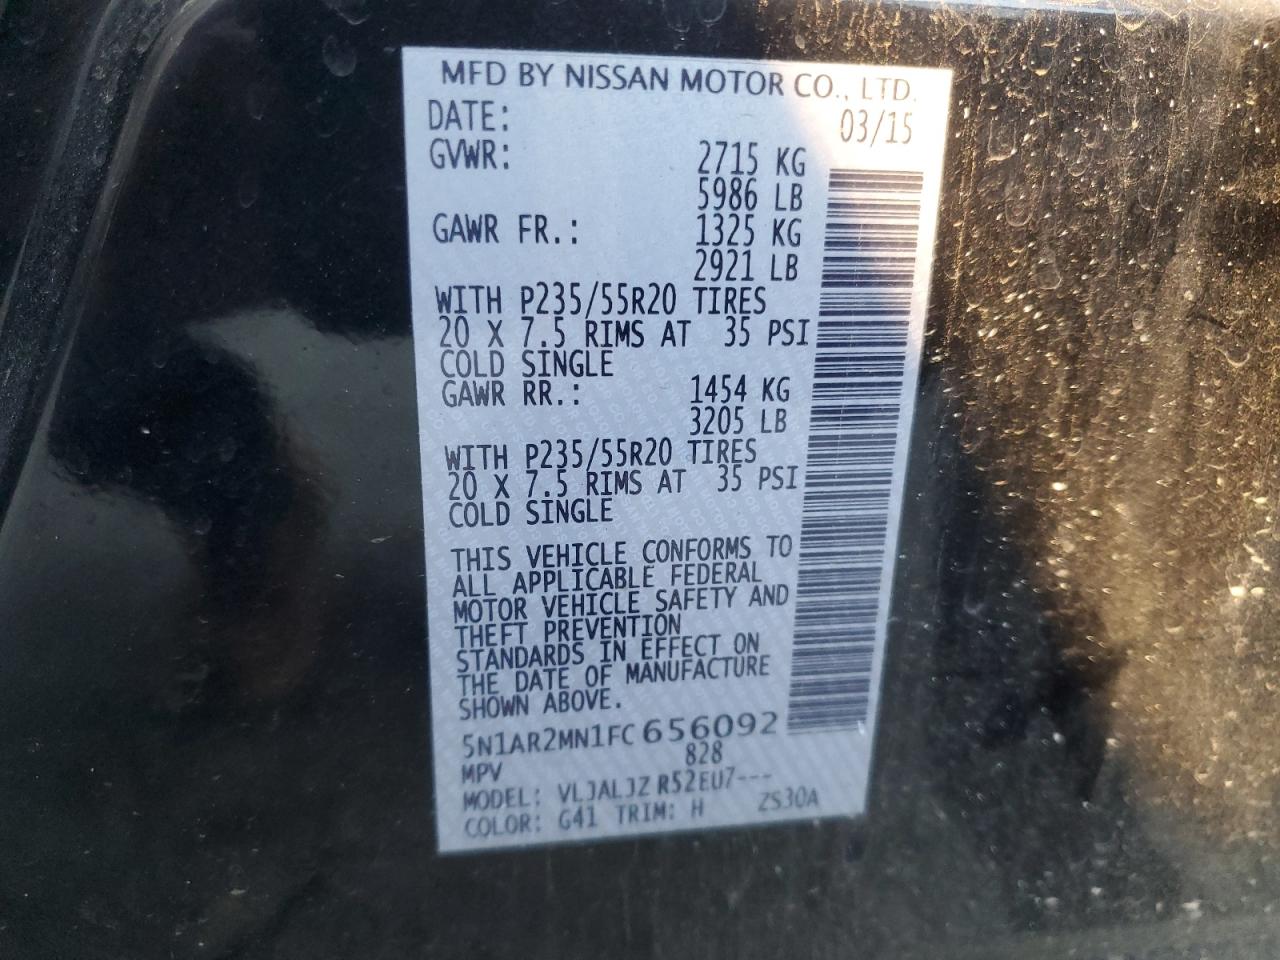 MFD BY NISSAN MOTOR CO., LTD.
DATE: 03/15
GVWR: 2715 KG
5986 LB
GAWR FR.: 1325 KG
2921 LB
WITH P235/55R20 TIRES
20 X 7.5 RIMS AT 35 PSI
COLD SINGLE
GAWR RR.: 1454 KG
3205 LB
WITH P235/55R20 TIRES
20 X 7.5 RIMS AT 35 PSI
COLD SINGLE
THIS VEHICLE CONFORMS TO
ALL APPLICABLE FEDERAL
MOTOR VEHICLE SAFETY AND
THEFT PREVENTION
STANDARDS IN EFFECT ON
THE DATE OF MANUFACTURE
SHOWN ABOVE.
5N1AR2MN1FC656092
MPV 828
MODEL: VLJALJZ R52EU7---
COLOR: G41 TRIM: H ZS30A